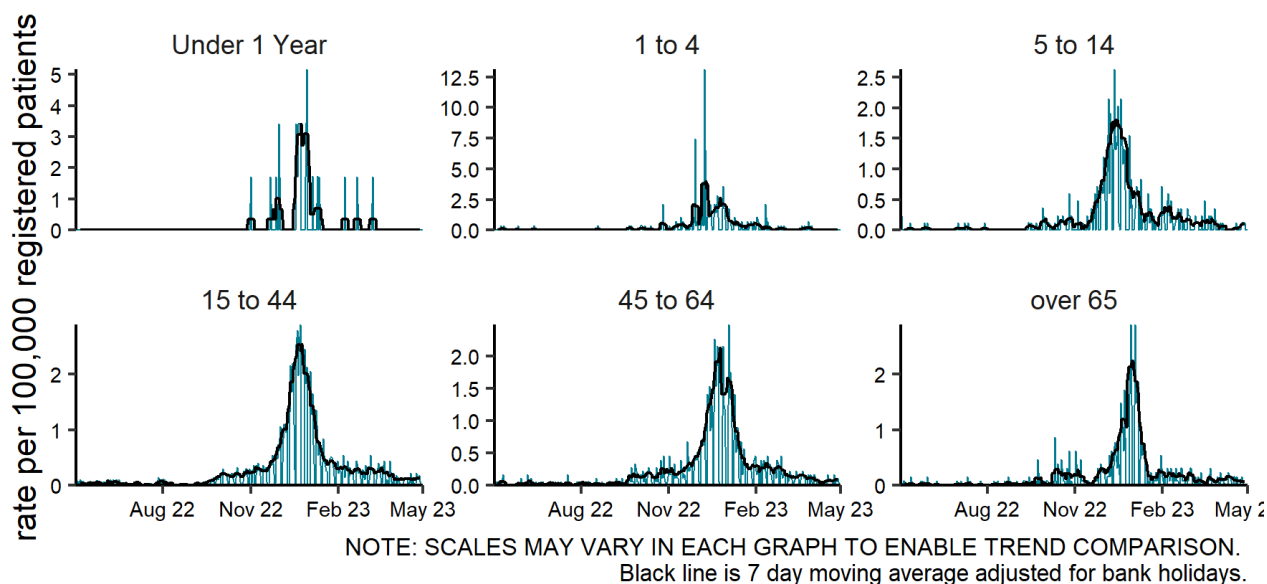 rate per 100,000 registered patients
Under 1 Year
1 to 4
5 to 14
5
4
3
2
1
0
12.5
10.0
7.5
5.0
2.5
0.0
2.5
2.0
1.5
1.0
0.5
0.0
15 to 44
45 to 64
over 65
2
1
0
2.0
1.5
1.0
0.5
0.0
2
1
0
Aug 22 Nov 22 Feb 23 May 23
Aug 22 Nov 22 Feb 23 May 23
Aug 22 Nov 22 Feb 23 May 2
NOTE: SCALES MAY VARY IN EACH GRAPH TO ENABLE TREND COMPARISON.
Black line is 7 day moving average adjusted for bank holidays.